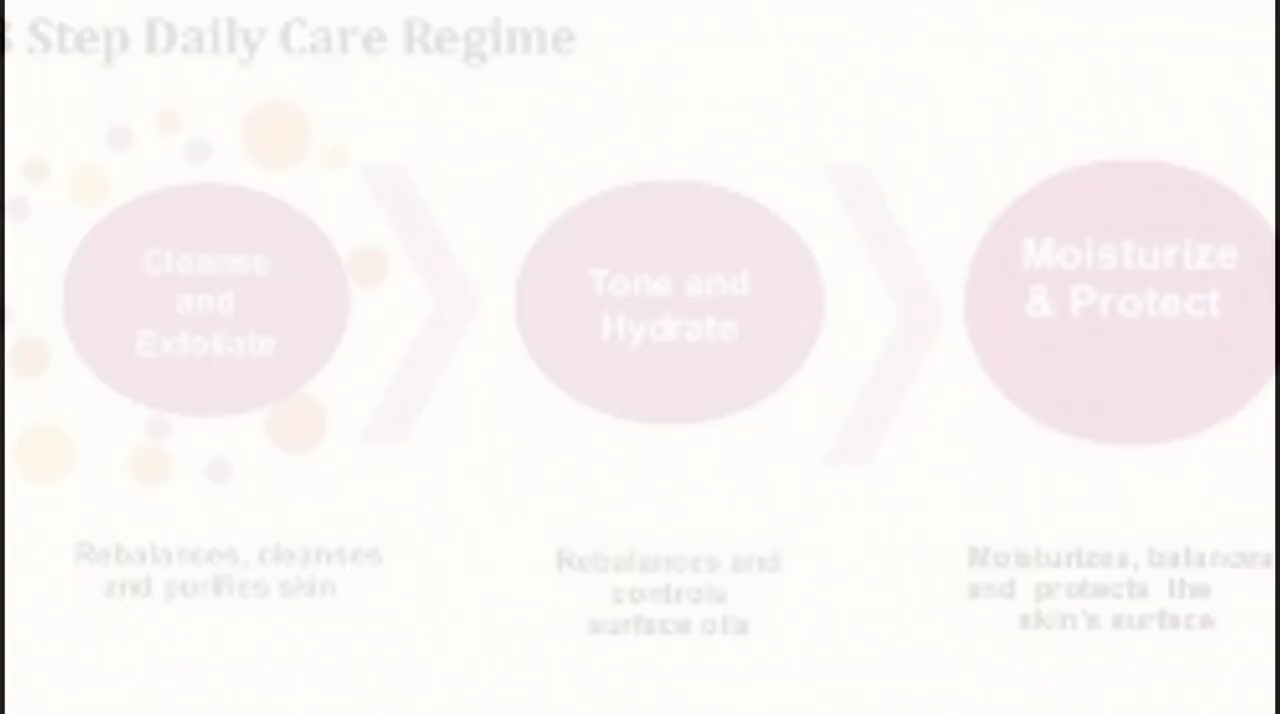 3 Step Daily Care Regime
Cleanse
and
Exfoliate
Tone and
Hydrate
Moisturize
& Protect
Rebalances, cleanses
and purifies skin
Rebalances and
controls
surface oils
Moisturizes, balances
and protects the
skin's surface